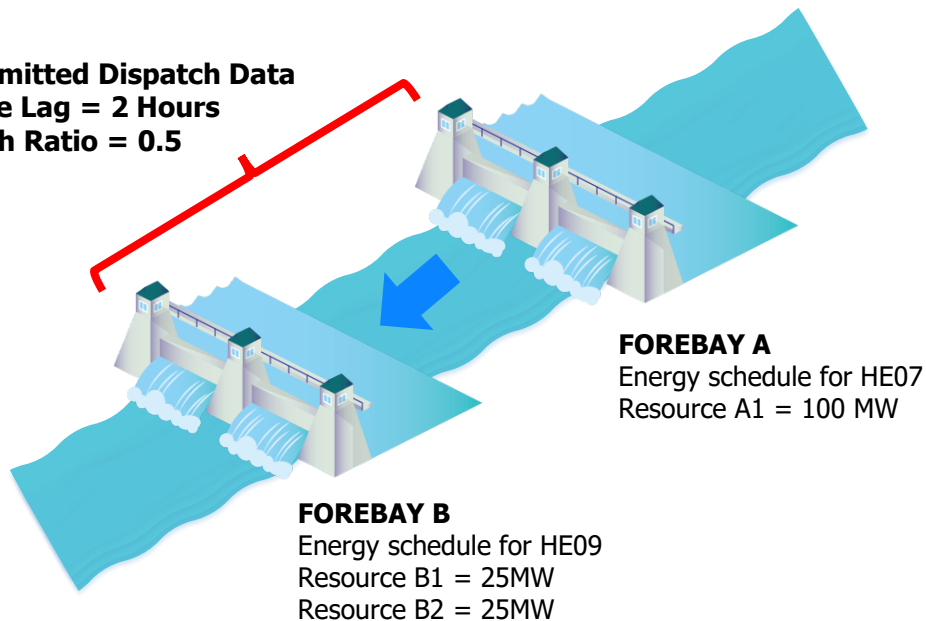 mitted Dispatch Data
e Lag = 2 Hours
h Ratio = 0.5
FOREBAY A
Energy schedule for HE07
Resource A1 = 100 MW
FOREBAY B
Energy schedule for HE09
Resource B1 = 25MW
Resource B2 = 25MW